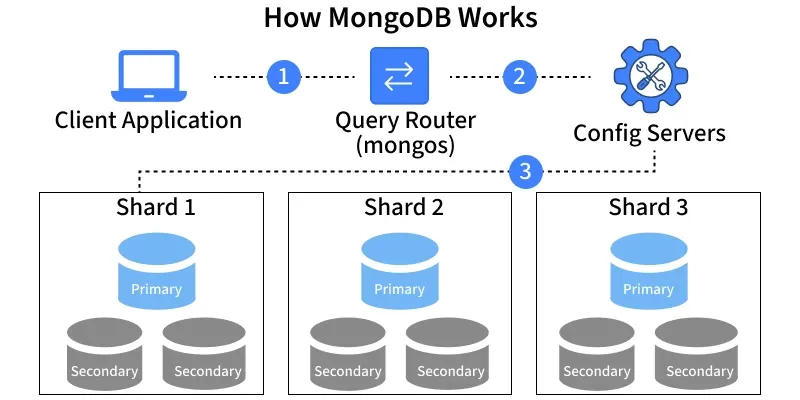 How MongoDB Works
1
2
Client Application
Query Router
(mongos)
Config Servers
3
Shard 1
Primary
Secondary
Secondary
Shard 2
Primary
Secondary
Secondary
Shard 3
Primary
Secondary
Secondary